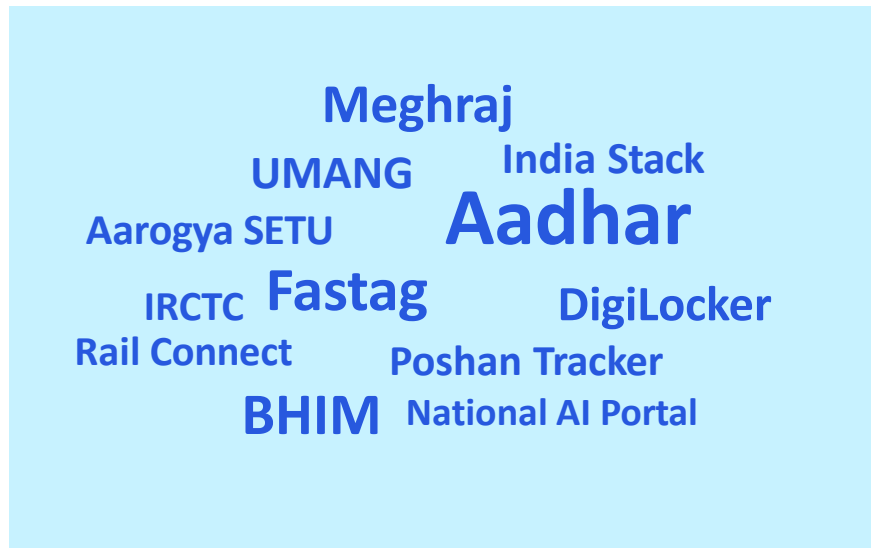 Meghraj
India Stack
UMANG
Aadhar
Aarogya SETU
Fastag
IRCTC
Rail Connect
DigiLocker
Poshan Tracker
BHIM
National AI Portal